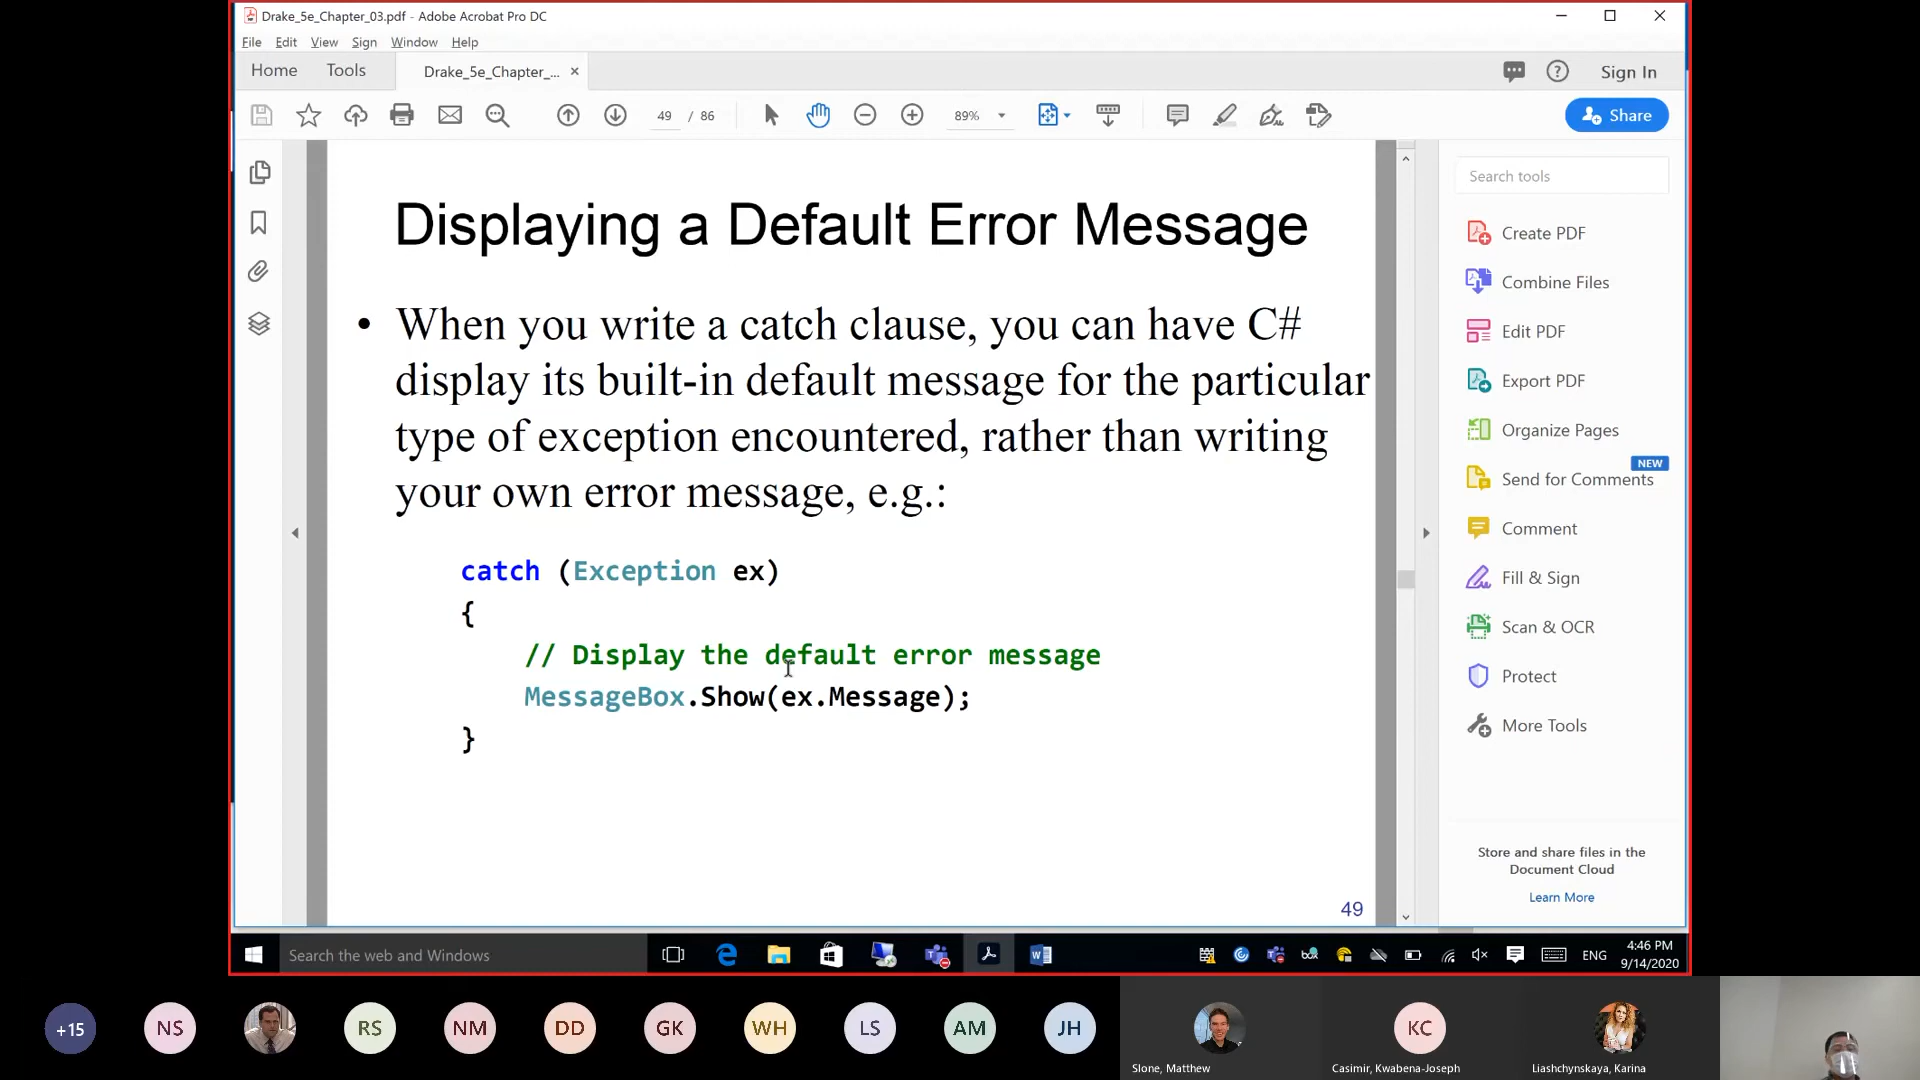 Drake_5e_Chapter_03.pdf - Adobe Acrobat Pro DC
File Edit View Sign Window Help
Home Tools Drake_5e_Chapter_... × Sign In
49 / 86 89% Share
Search tools
Create PDF
Combine Files
Edit PDF
Export PDF
Organize Pages
NEW
Send for Comments
Comment
Fill & Sign
Scan & OCR
Protect
More Tools
Store and share files in the
Document Cloud
Learn More
Displaying a Default Error Message
• When you write a catch clause, you can have C#
display its built-in default message for the particular
type of exception encountered, rather than writing
your own error message, e.g.:
catch (Exception ex)
{
// Display the default error message
MessageBox.Show(ex.Message);
}
49
Search the web and Windows
ENG
4:46 PM
9/14/2020
+15 NS RS NM DD GK WH LS AM JH KC
Slone, Matthew Casimir, Kwabena-Joseph Liashchynskaya, Karina